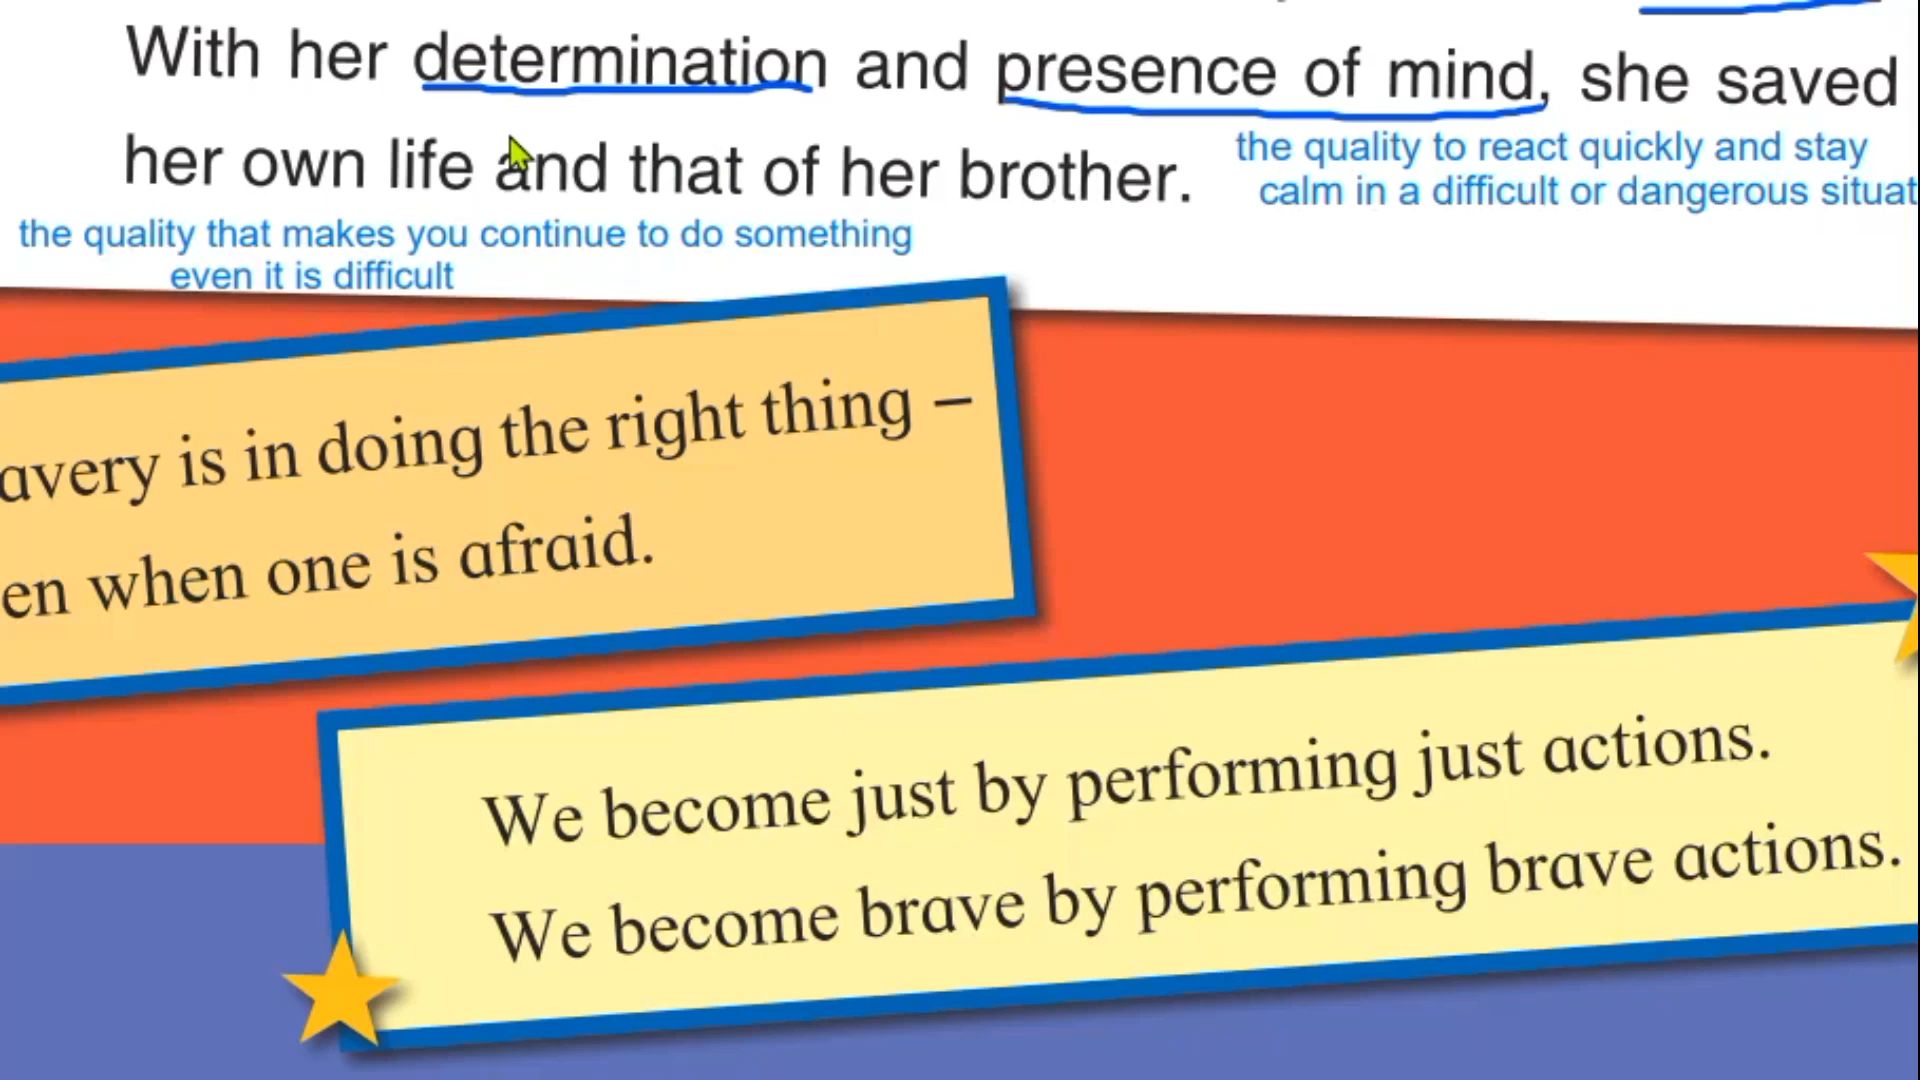 With her determination and presence of mind, she saved
her own life and that of her brother.
the quality to react quickly and stay
calm in a difficult or dangerous situat
the quality that makes you continue to do something
even it is difficult
avery is in doing the right thing –
en when one is afraid.
We become just by performing just actions.
We become brave by performing brave actions.